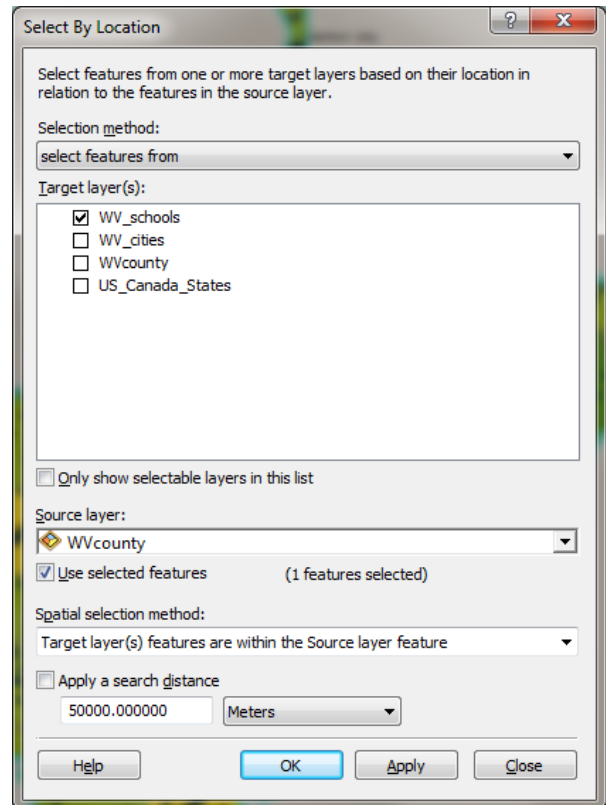 Select By Location
?
X
Select features from one or more target layers based on their location in
relation to the features in the source layer.
Selection method:
select features from
Target layer(s):
WV_schools
WV_cities
WVcounty
US_Canada_States
Only show selectable layers in this list
Source layer:
WVcounty
Use selected features (1 features selected)
Spatial selection method:
Target layer(s) features are within the Source layer feature
Apply a search distance
50000.000000 Meters
Help OK Apply Close